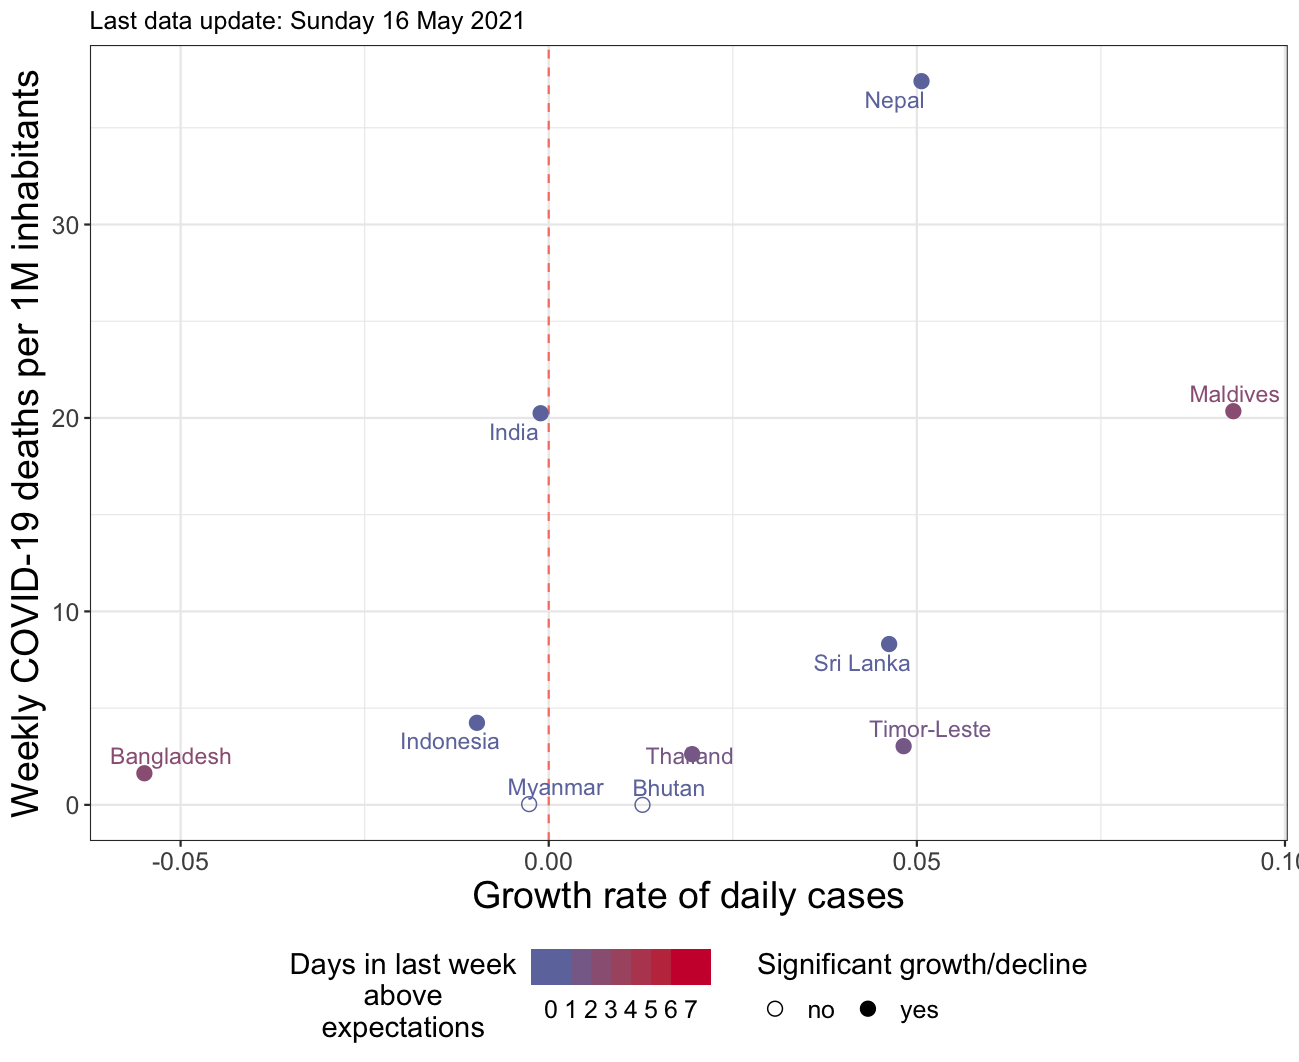 Last data update: Sunday 16 May 2021
Weekly COVID-19 deaths per 1M inhabitants
30
20
10
0
Nepal
Maldives
India
Sri Lanka
Timor-Leste
Indonesia
Bangladesh
Thailand
Myanmar
Bhutan
-0.05
0.00
0.05
0.10
Growth rate of daily cases
Days in last week
above
expectations
0 1 2 3 4 5 6 7
Significant growth/decline
no
yes